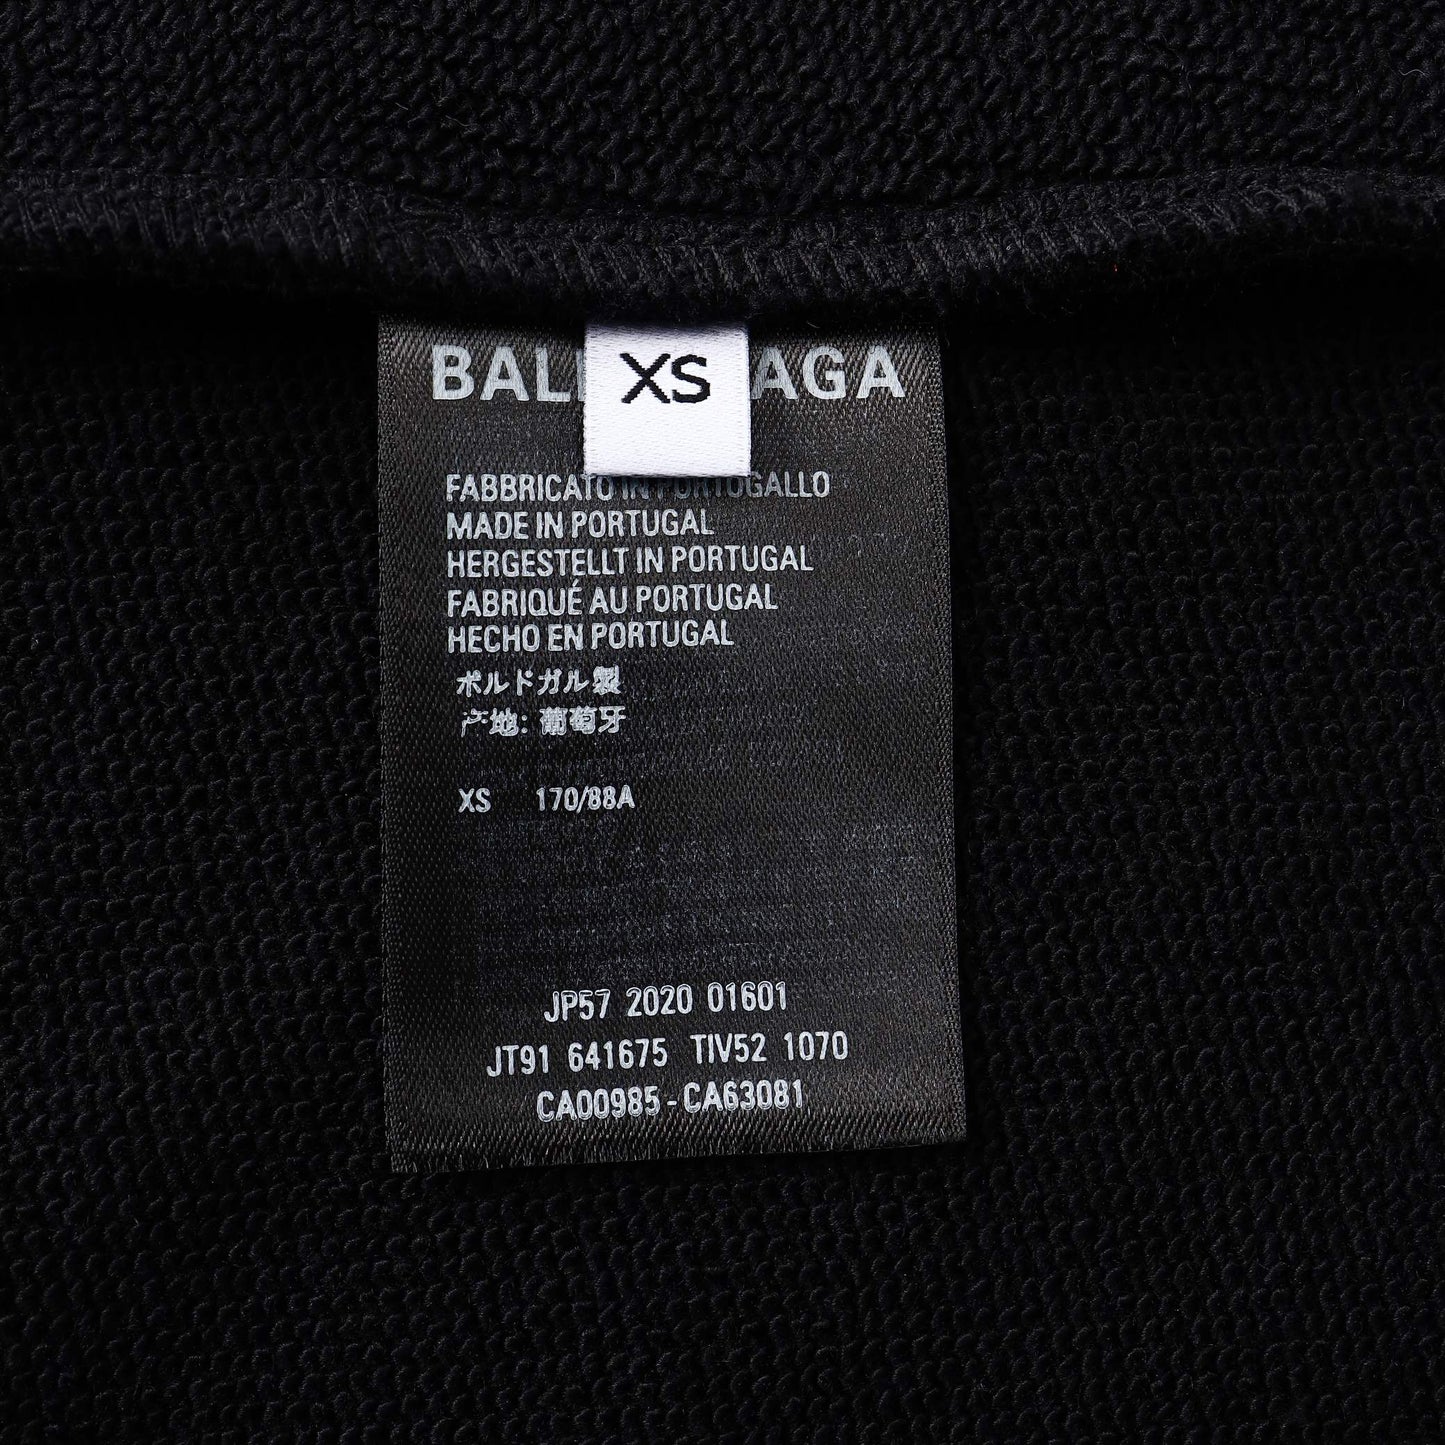 XS
FABBRICATO IN PORTOGALLO
MADE IN PORTUGAL
HERGESTELLT IN PORTUGAL
FABRIQUÉ AU PORTUGAL
HECHO EN PORTUGAL
ポルトガル製
产地: 葡萄牙
XS 170/88A
JP57 2020 01601
JT91 641675 TIV52 1070
CA00985 - CA63081